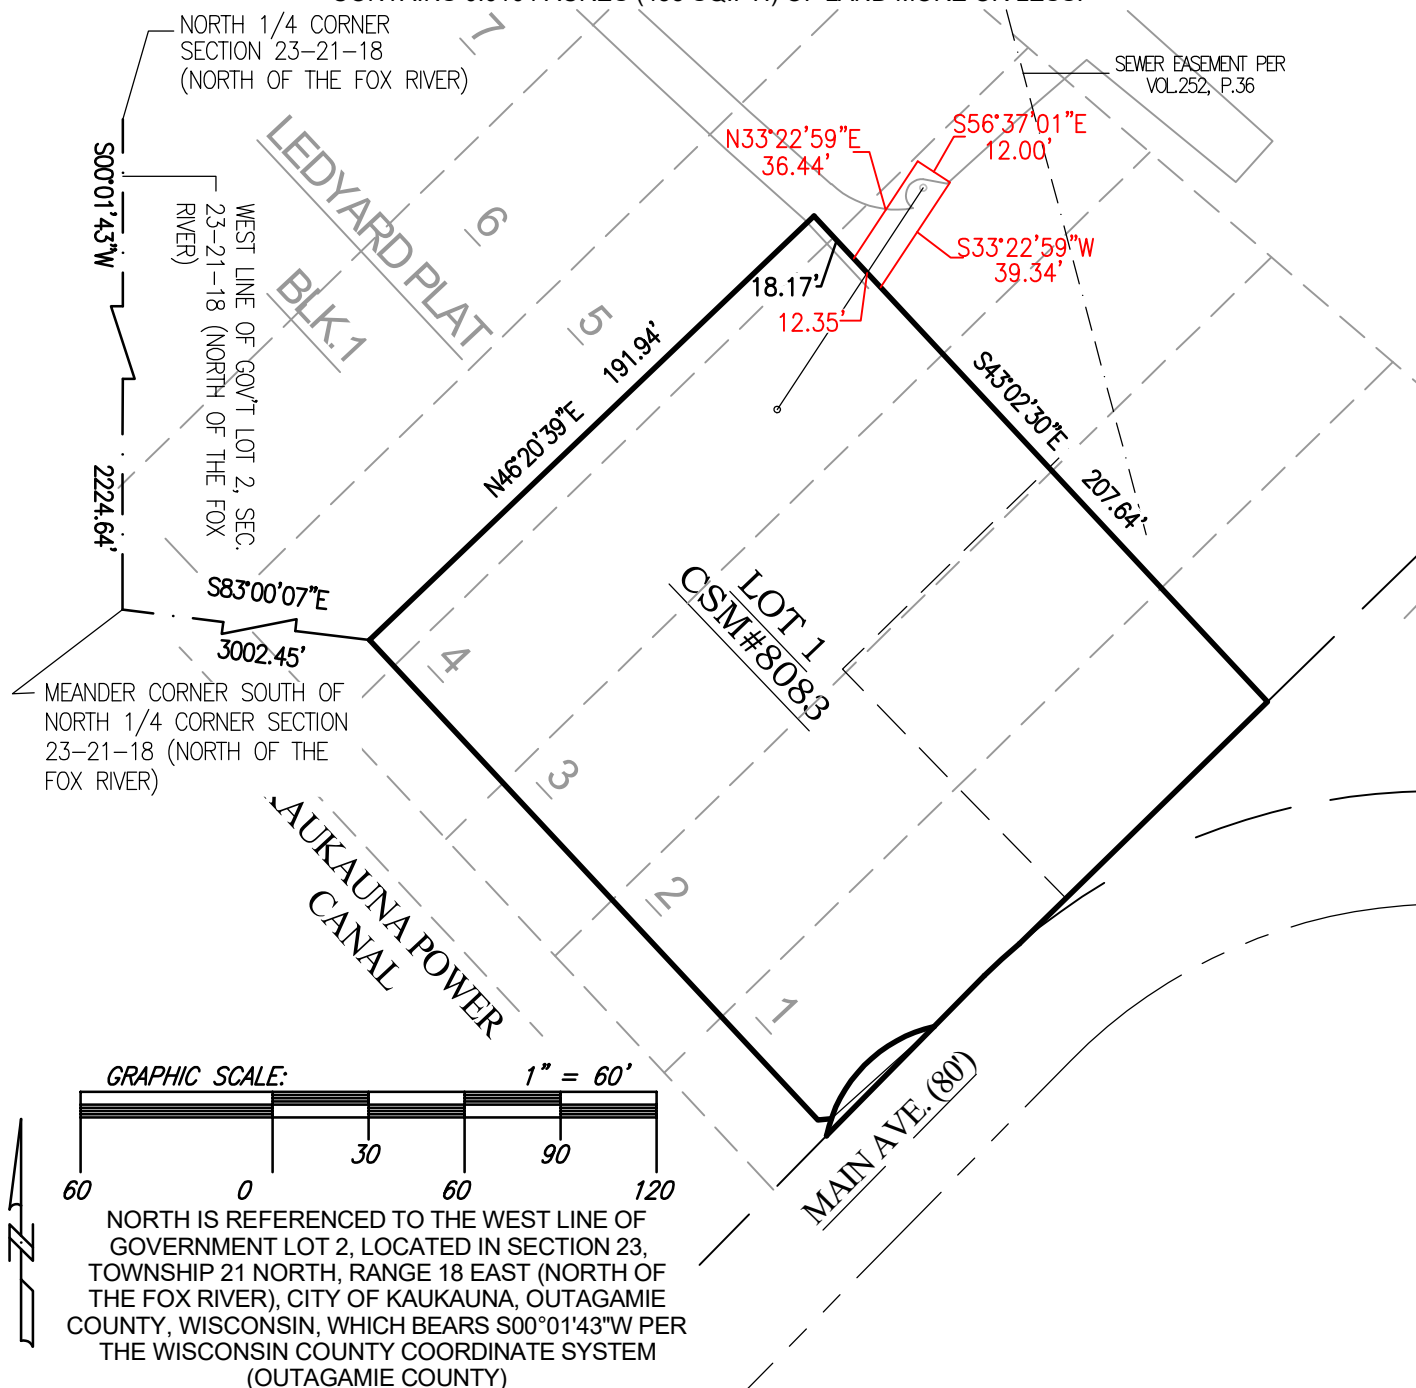 NORTH 1/4 CORNER
SECTION 23-21-18
(NORTH OF THE FOX RIVER)
SEWER EASEMENT PER
VOL.252, P.36
7
6
5
LEDYARD PLAT
BLK.1
N33°22'59"E
36.44'
S56°37'01"E
12.00'
S33°22'59"W
39.34'
18.17'
12.35'
S00°01'43"W
2224.64'
WEST LINE OF GOV'T LOT 2, SEC.
23-21-18 (NORTH OF THE FOX
RIVER)
N46°20'39"E
191.94'
S43°02'30"E
207.64'
S83°00'07"E
3002.45'
MEANDER CORNER SOUTH OF
NORTH 1/4 CORNER SECTION
23-21-18 (NORTH OF THE
FOX RIVER)
LOT 1
CSM#8083
4
3
2
1
KAUKAUNA POWER
CANAL
MAIN AVE. (80')
GRAPHIC SCALE: 1" = 60'
30 90
60 0 60 120
N
NORTH IS REFERENCED TO THE WEST LINE OF
GOVERNMENT LOT 2, LOCATED IN SECTION 23,
TOWNSHIP 21 NORTH, RANGE 18 EAST (NORTH OF
THE FOX RIVER), CITY OF KAUKAUNA, OUTAGAMIE
COUNTY, WISCONSIN, WHICH BEARS S00°01'43"W PER
THE WISCONSIN COUNTY COORDINATE SYSTEM
(OUTAGAMIE COUNTY)